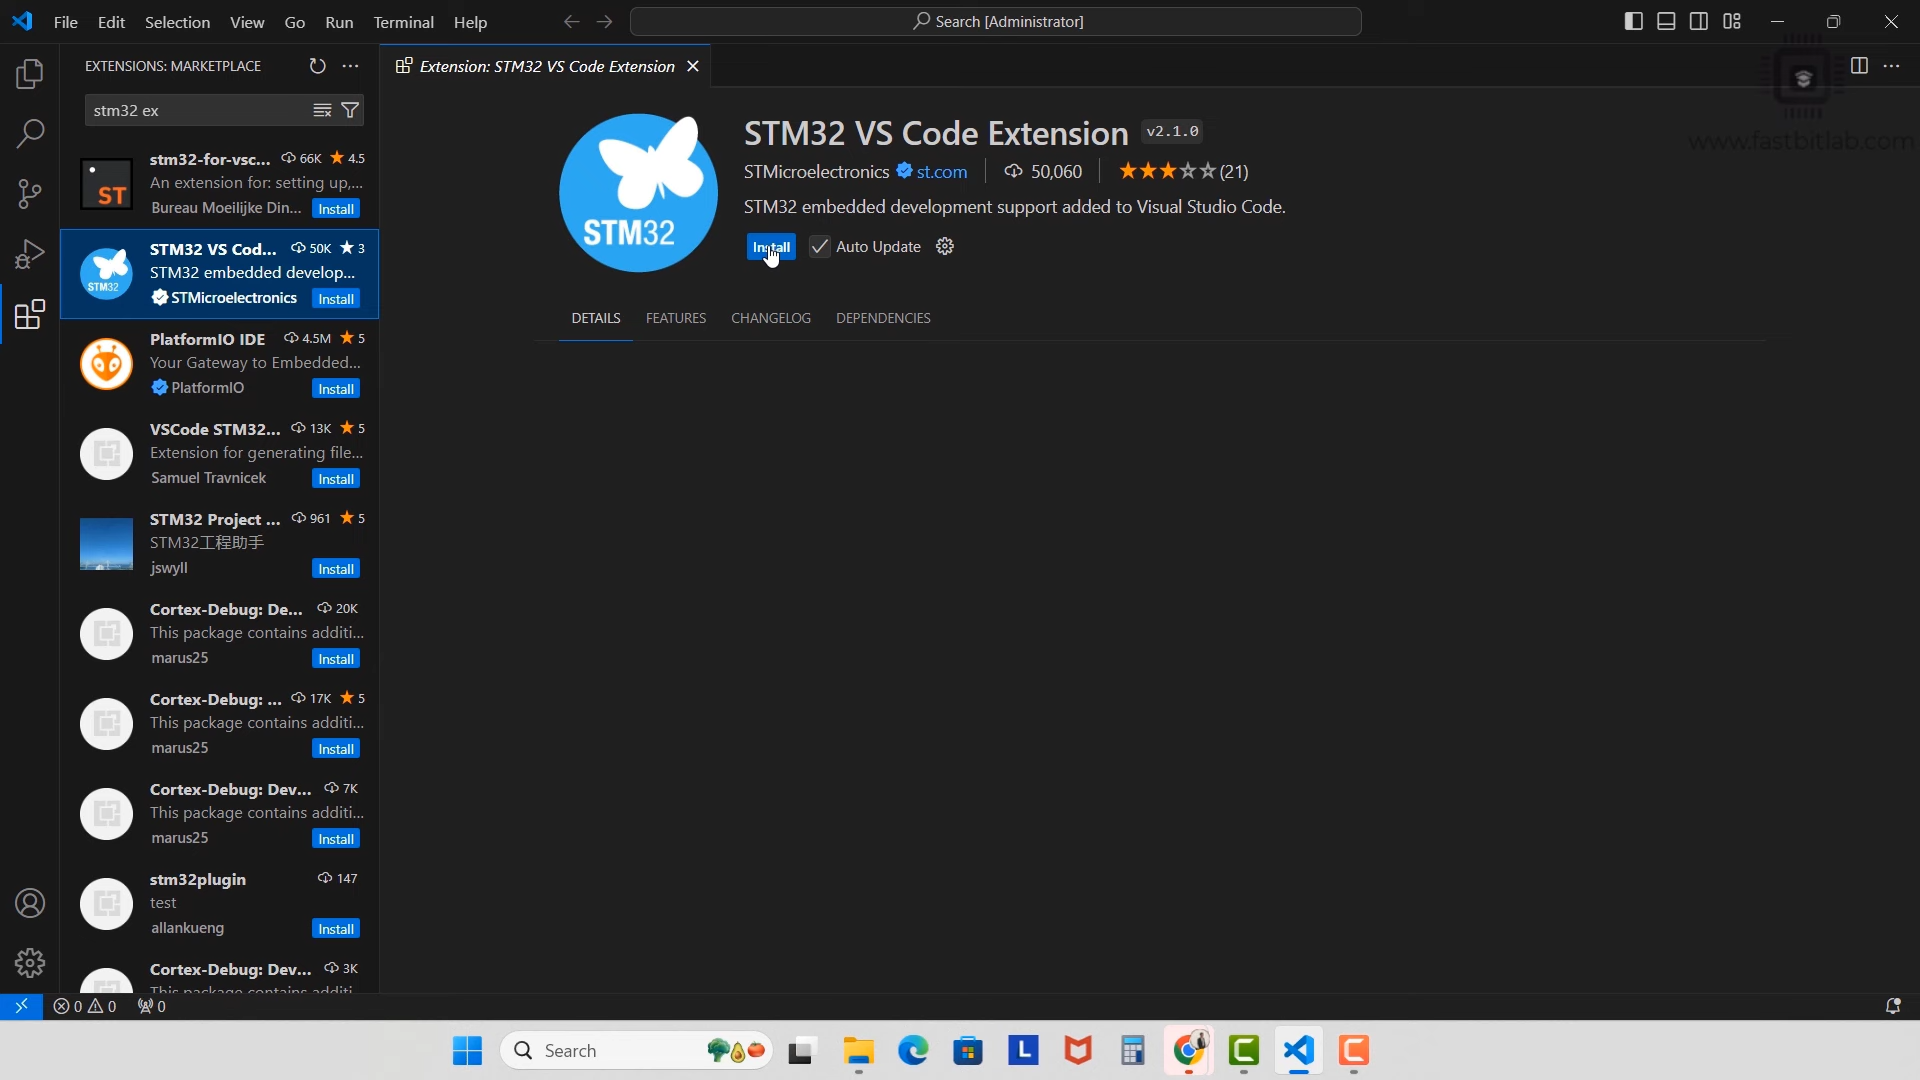 File Edit Selection View Go Run Terminal Help
Search [Administrator]
EXTENSIONS: MARKETPLACE
stm32 ex
stm32-for-vsc... 66K 4.5
An extension for: setting up,...
Bureau Moeilijke Din... Install
STM32 VS Cod... 50K 3
STM32 embedded develop...
STMicroelectronics Install
PlatformIO IDE 4.5M 5
Your Gateway to Embedded...
PlatformIO Install
VSCode STM32... 13K 5
Extension for generating file...
Samuel Travnicek Install
STM32 Project ... 961 5
STM32工程助手
jswyll Install
Cortex-Debug: De... 20K
This package contains additi...
marus25 Install
Cortex-Debug: ... 17K 5
This package contains additi...
marus25 Install
Cortex-Debug: Dev... 7K
This package contains additi...
marus25 Install
stm32plugin 147
test
allankueng Install
Cortex-Debug: Dev... 3K
This package contains additi...
Extension: STM32 VS Code Extension
www.fastbitlab.com
STM32
STM32 VS Code Extension v2.1.0
STMicroelectronics st.com 50,060 (21)
STM32 embedded development support added to Visual Studio Code.
Install Auto Update
DETAILS FEATURES CHANGELOG DEPENDENCIES
0 0 0
Search